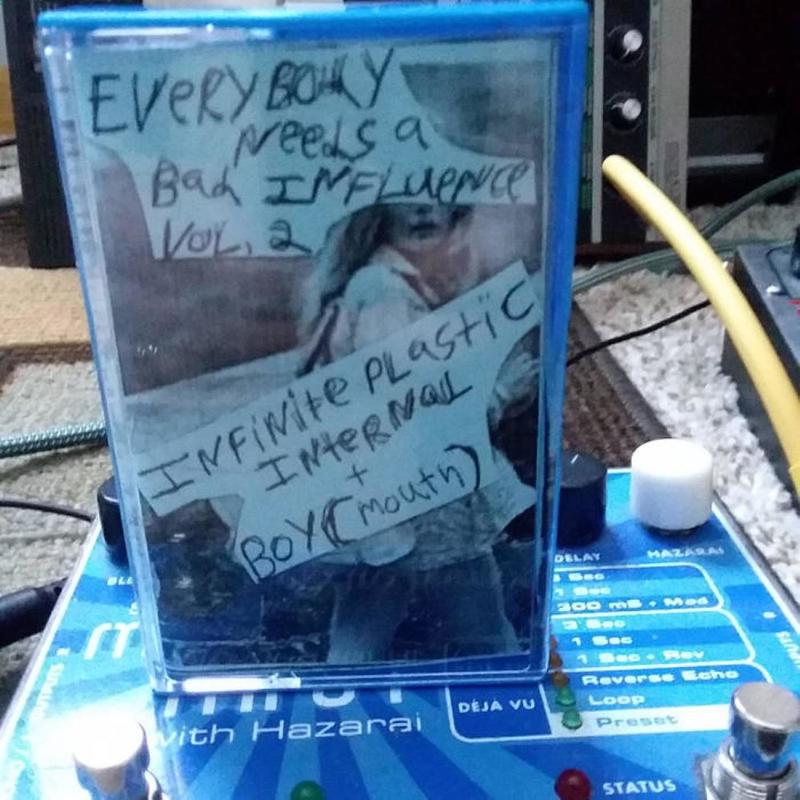 EVERYBODY
NEEDS A
BAD INFLUENCE
VOL. 2
INFINITE PLASTIC
INTERNAL
+
BOY(mouth)
DELAY
HAZARAI
1 Sec
300 mS + Mod
3 Sec
1 Sec
1 Sec + Rev
Reverse Echo
Loop
Preset
DÉJÀ VU
with Hazarai
STATUS